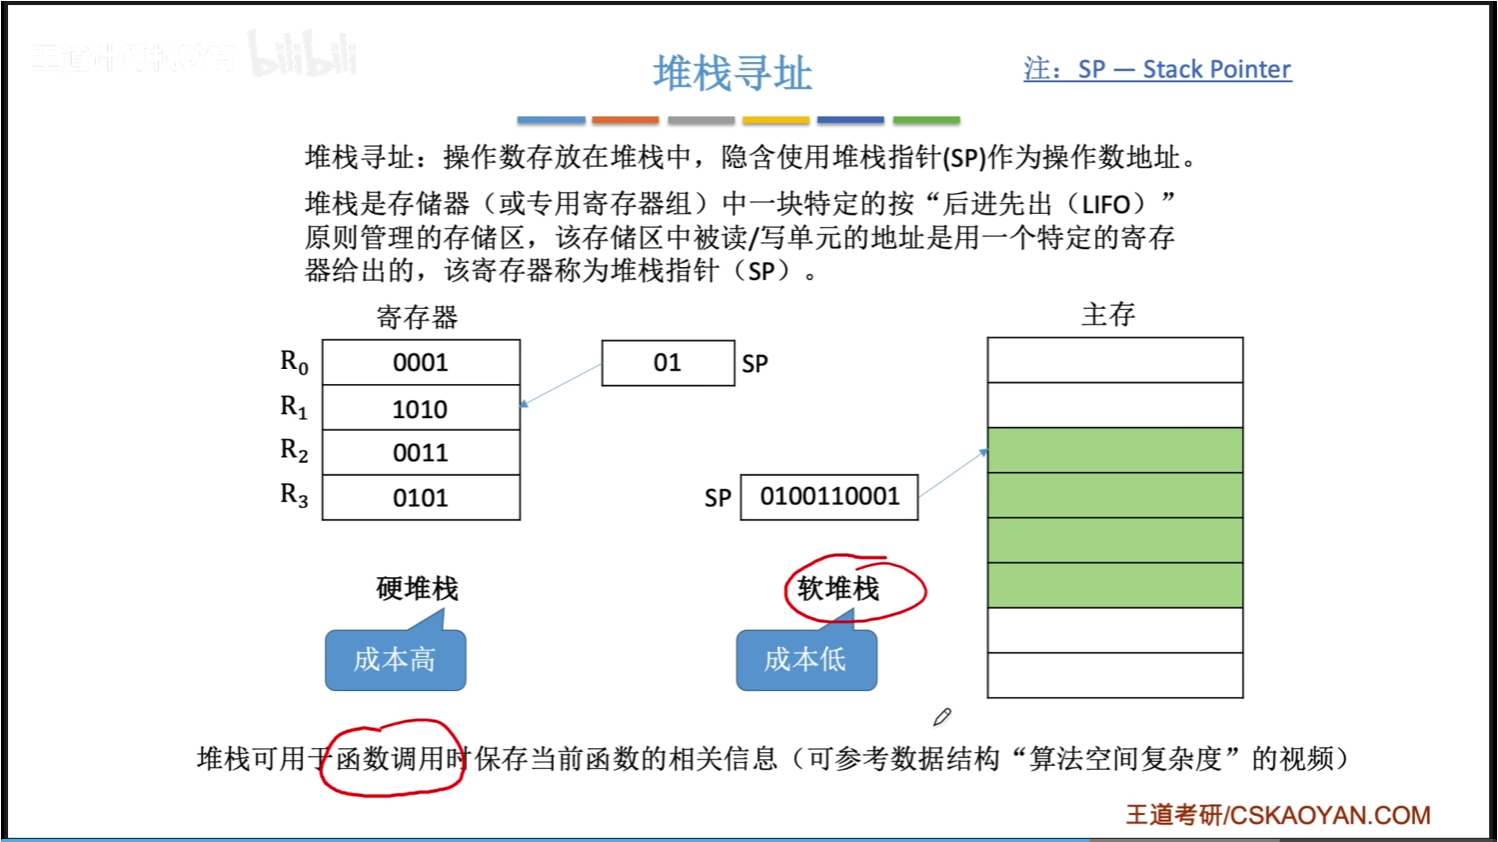 王道计算机教育 bilibili
堆栈寻址
注：SP — Stack Pointer
堆栈寻址：操作数存放在堆栈中，隐含使用堆栈指针(SP)作为操作数地址。
堆栈是存储器（或专用寄存器组）中一块特定的按“后进先出（LIFO）”
原则管理的存储区，该存储区中被读/写单元的地址是用一个特定的寄存
器给出的，该寄存器称为堆栈指针（SP）。
寄存器
主存
R₀ 0001
01 SP
R₁ 1010
R₂ 0011
R₃ 0101
SP 0100110001
硬堆栈
软堆栈
成本高
成本低
堆栈可用于函数调用时保存当前函数的相关信息（可参考数据结构“算法空间复杂度”的视频）
王道考研/CSKAOYAN.COM